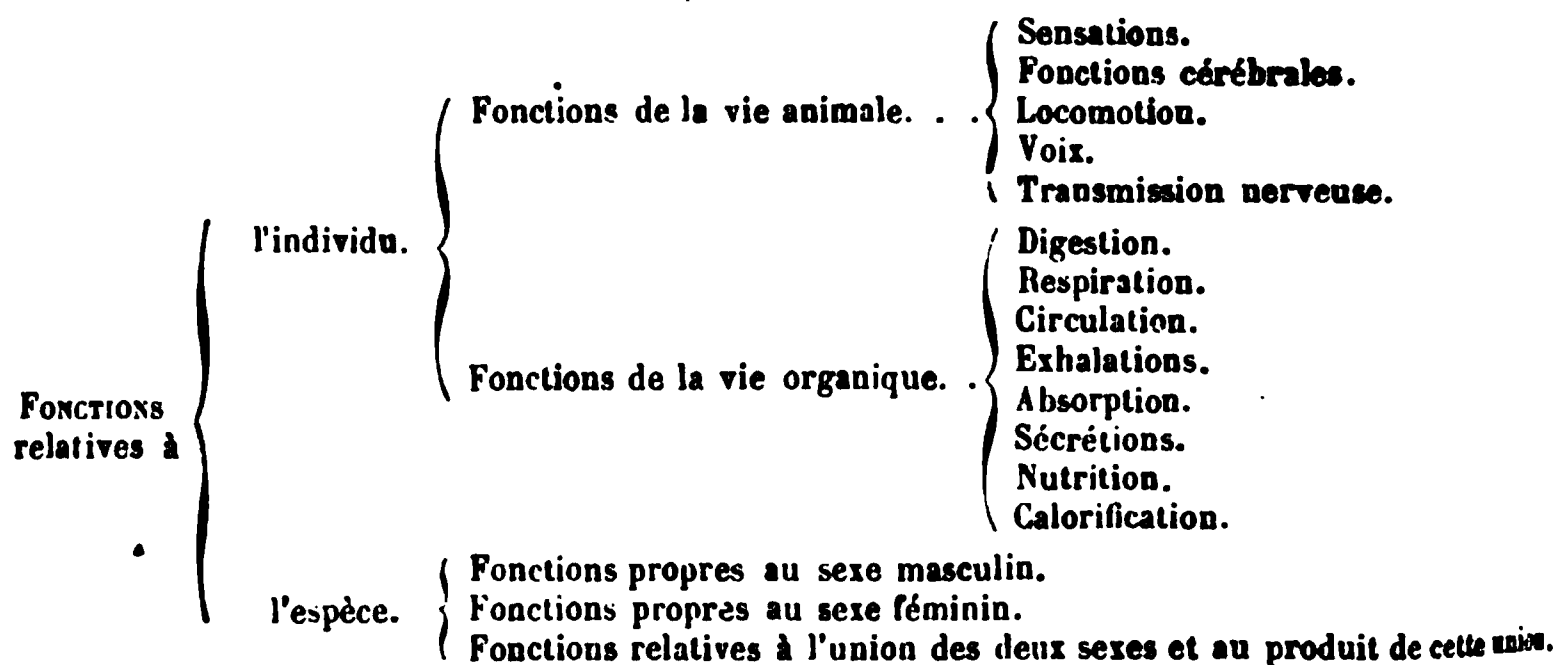 FONCTIONS
relatives à
l'individu.
Fonctions de la vie animale. . .
Sensations.
Fonctions cérébrales.
Locomotion.
Voix.
Transmission nerveuse.
Fonctions de la vie organique. .
Digestion.
Respiration.
Circulation.
Exhalations.
Absorption.
Sécrétions.
Nutrition.
Calorification.
l'espèce.
Fonctions propres au sexe masculin.
Fonctions propres au sexe féminin.
Fonctions relatives à l'union des deux sexes et au produit de cette union.